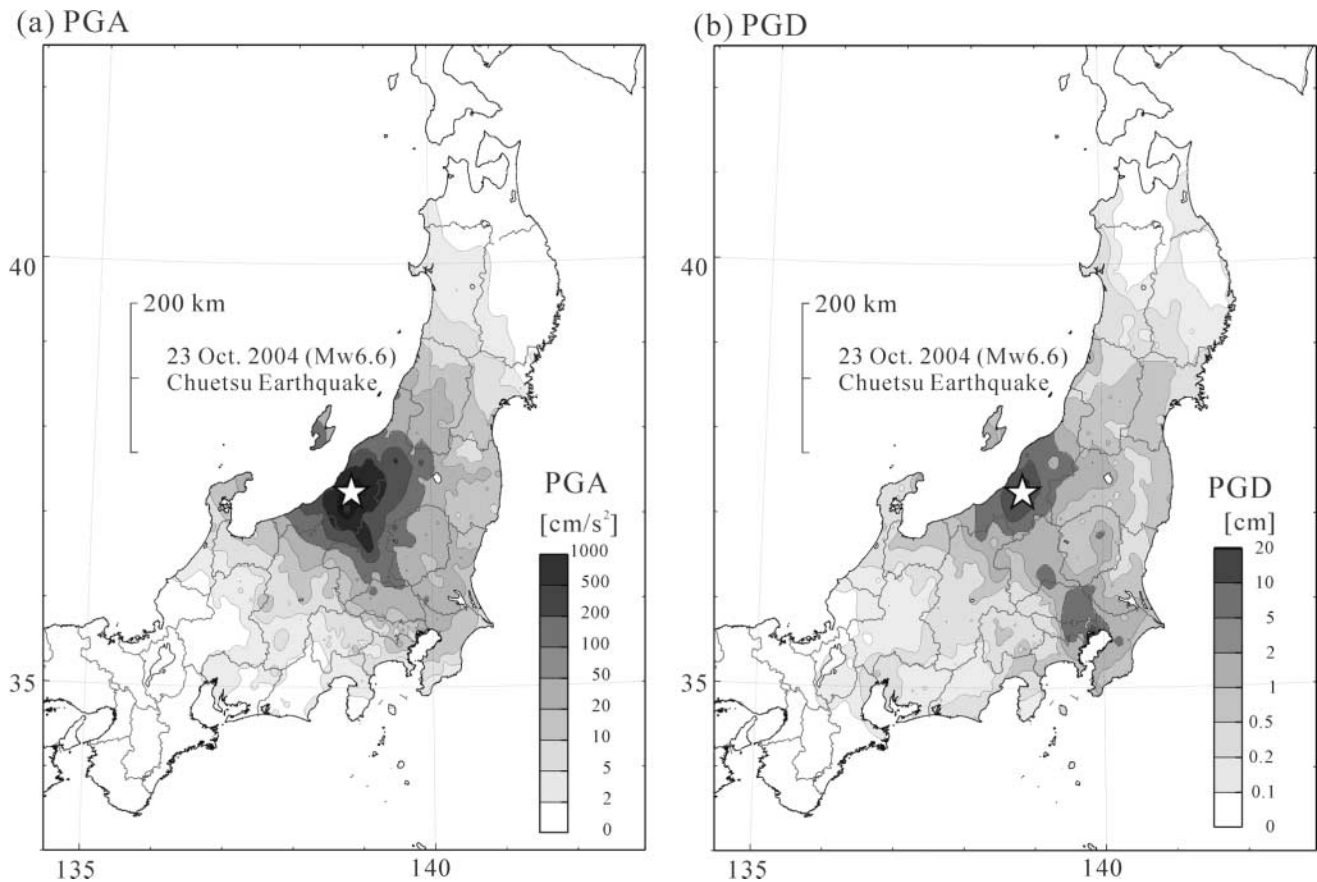 (a) PGA
40
200 km
23 Oct. 2004 (Mw6.6)
Chuetsu Earthquake
PGA
[cm/s²]
1000
500
200
100
50
20
10
5
2
0
35
135
140
(b) PGD
40
200 km
23 Oct. 2004 (Mw6.6)
Chuetsu Earthquake
PGD
[cm]
20
10
5
2
1
0.5
0.2
0.1
0
35
135
140